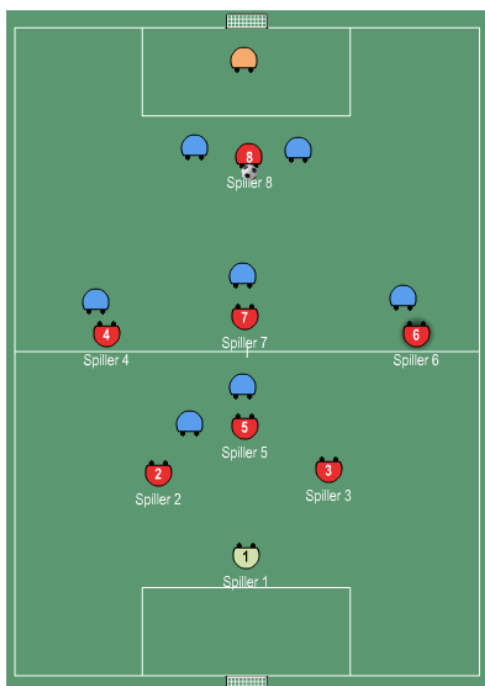 8
Spiller 8
7
Spiller 7
4
Spiller 4
6
Spiller 6
5
Spiller 5
2
Spiller 2
3
Spiller 3
1
Spiller 1